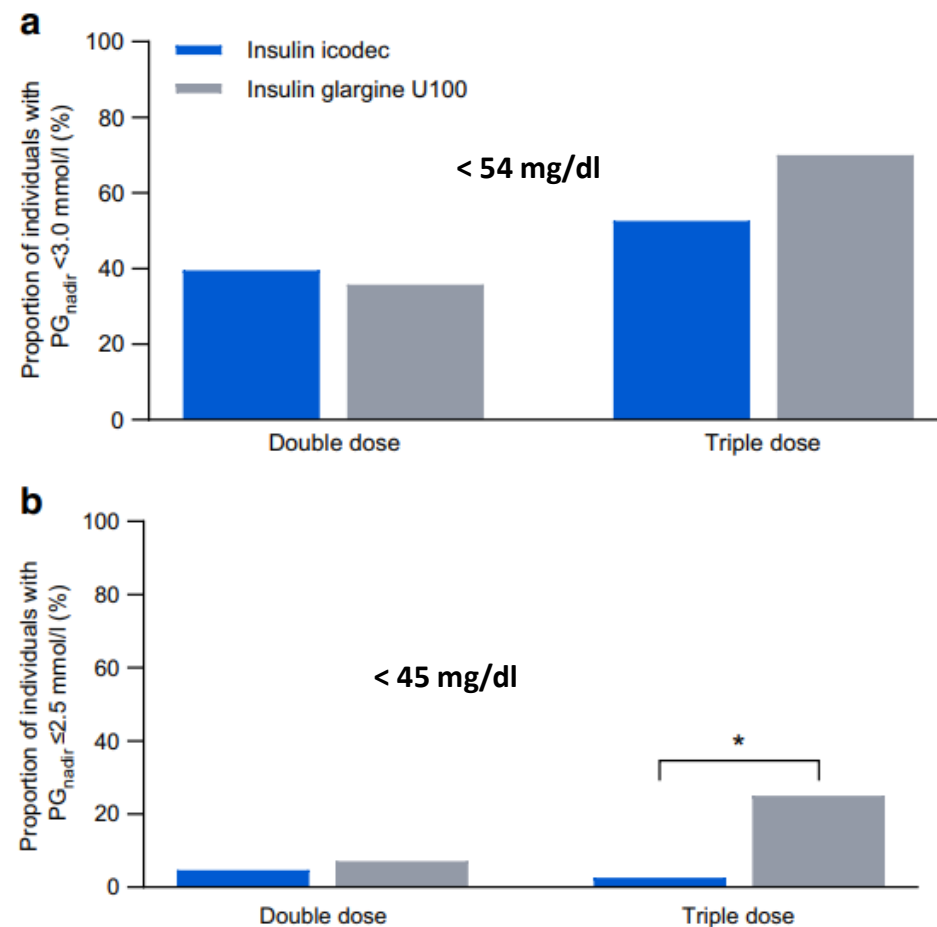 a
Proportion of individuals with
PGnadir <3.0 mmol/l (%)
100
80
60
40
20
0
Insulin icodec
Insulin glargine U100
< 54 mg/dl
Double dose
Triple dose
b
Proportion of individuals with
PGnadir ≤2.5 mmol/l (%)
100
80
60
40
20
0
< 45 mg/dl
*
Double dose
Triple dose